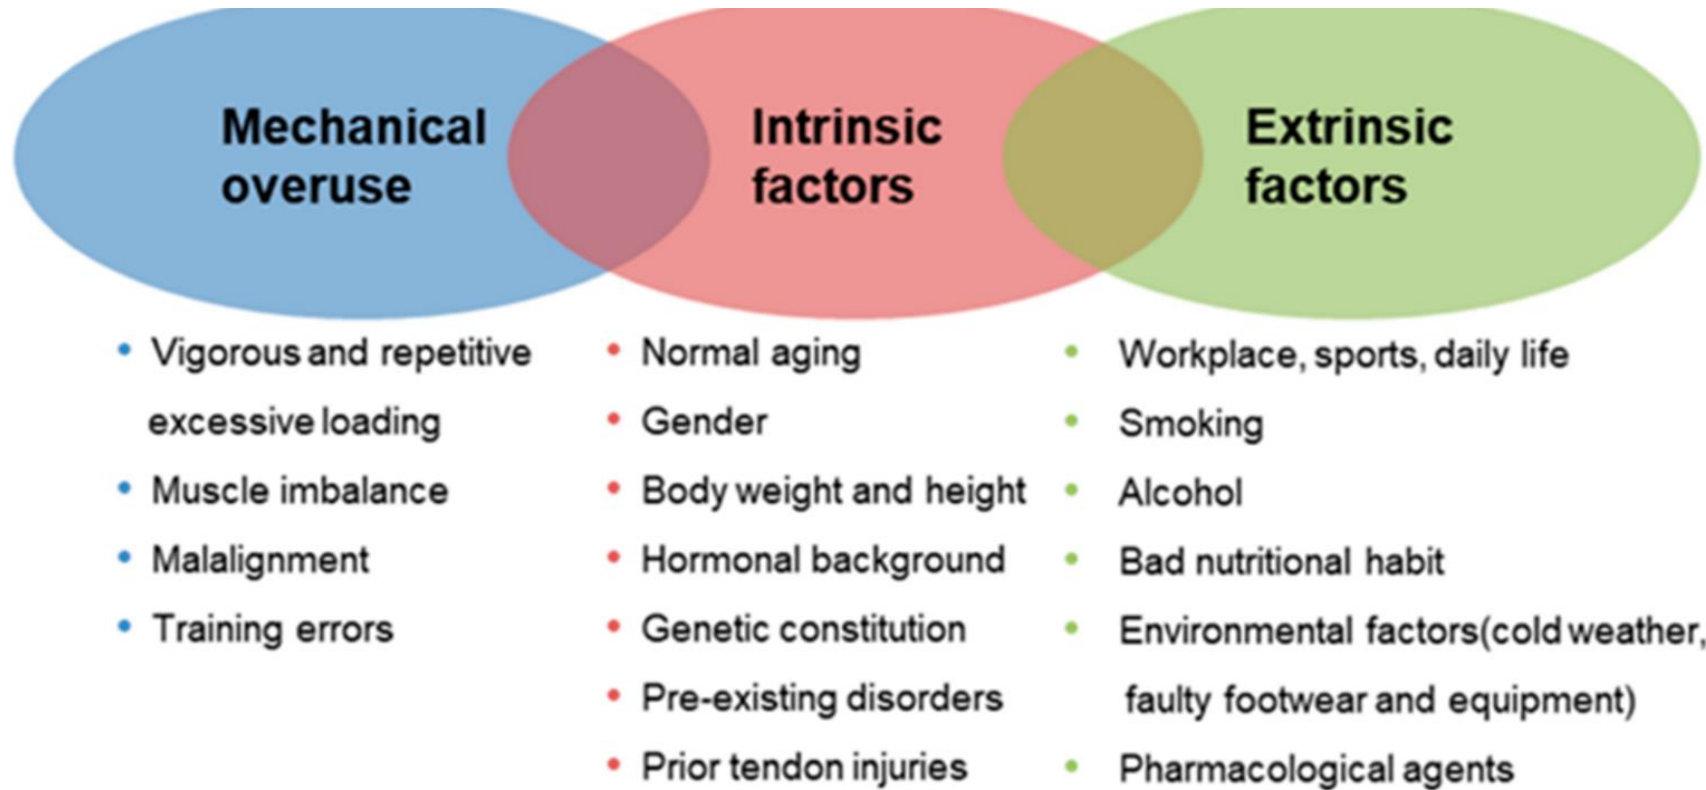 Mechanical
overuse
Intrinsic
factors
Extrinsic
factors
• Vigorous and repetitive
excessive loading
• Muscle imbalance
• Malalignment
• Training errors
• Normal aging
• Gender
• Body weight and height
• Hormonal background
• Genetic constitution
• Pre-existing disorders
• Prior tendon injuries
• Workplace, sports, daily life
• Smoking
• Alcohol
• Bad nutritional habit
• Environmental factors(cold weather,
faulty footwear and equipment)
• Pharmacological agents